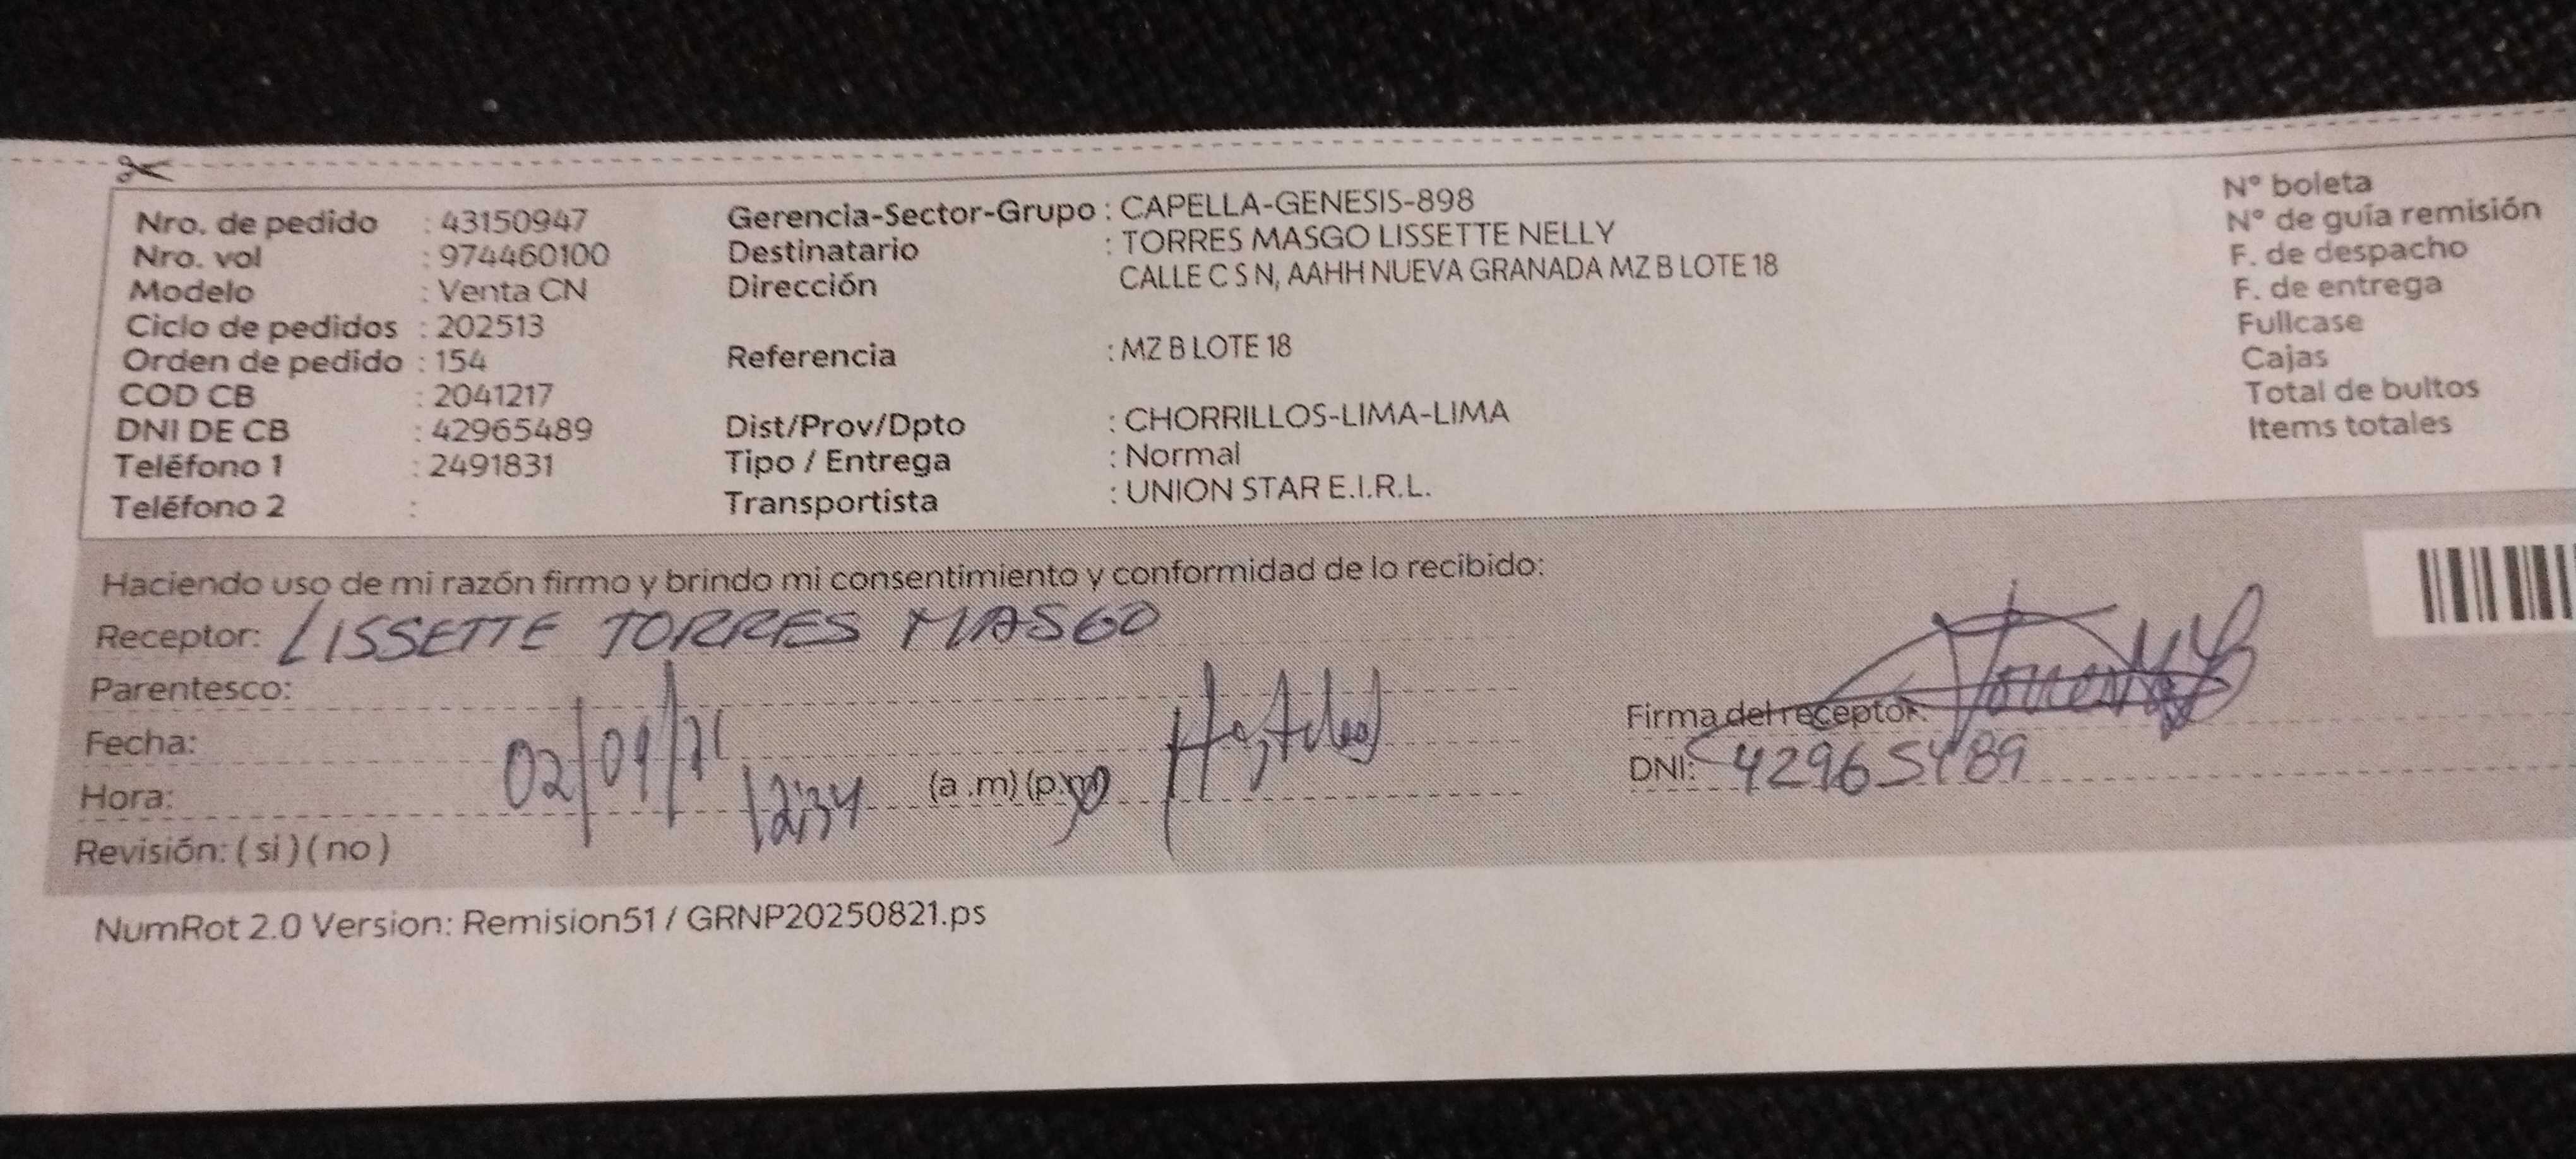 Nro. de pedido : 43150947
Nro. vol : 974460100
Modelo : Venta CN
Ciclo de pedidos : 202513
Orden de pedido : 154
COD CB : 2041217
DNI DE CB : 42965489
Teléfono 1 : 2491831
Teléfono 2 :
Gerencia-Sector-Grupo : CAPELLA-GENESIS-898
Destinatario : TORRES MASGO LISSETTE NELLY
Dirección CALLE C S N, AAHH NUEVA GRANADA MZ B LOTE 18
Referencia : MZ B LOTE 18
Dist/Prov/Dpto : CHORRILLOS-LIMA-LIMA
Tipo / Entrega : Normal
Transportista : UNION STAR E.I.R.L.
N° boleta
N° de guía remisión
F. de despacho
F. de entrega
Fullcase
Cajas
Total de bultos
Items totales
Haciendo uso de mi razón firmo y brindo mi consentimiento y conformidad de lo recibido:
Receptor: LISSETTE TORRES MASGO
Parentesco:
Fecha: 02/09/
Hora: 12:34 (a .m) (p.m)
Revisión: ( si ) ( no )
Firma del receptor:
DNI: 42965489
NumRot 2.0 Version: Remision51 / GRNP20250821.ps